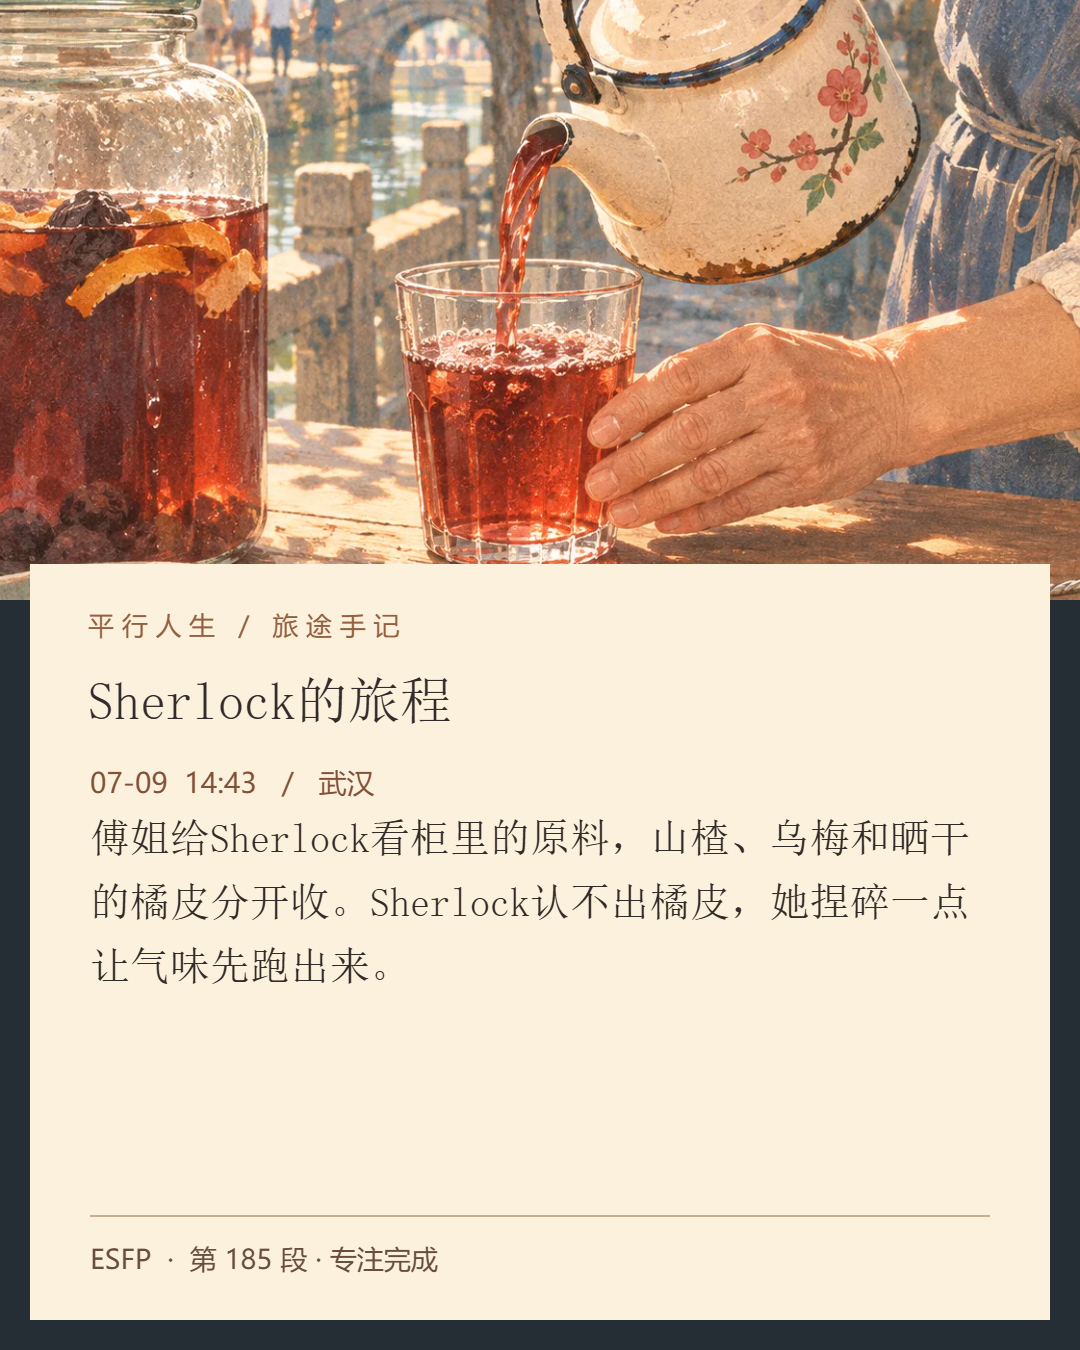 平行人生 / 旅途手记
Sherlock的旅程
07-09 14:43 / 武汉
傅姐给Sherlock看柜里的原料，山楂、乌梅和晒干
的橘皮分开收。Sherlock认不出橘皮，她捏碎一点
让气味先跑出来。
ESFP · 第 185 段 · 专注完成